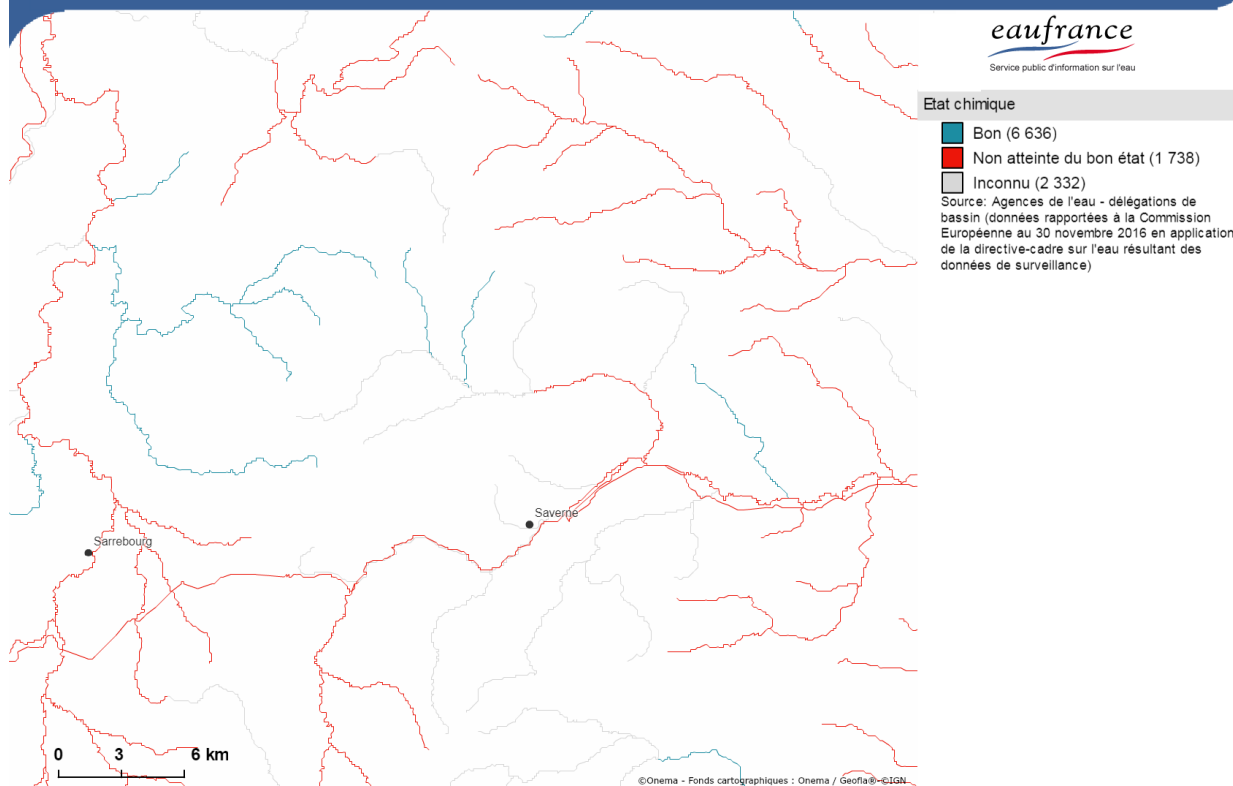 eaufrance
Service public d'information sur l'eau
Etat chimique
Bon (6 636)
Non atteinte du bon état (1 738)
Inconnu (2 332)
Source: Agences de l'eau - délégations de
bassin (données rapportées à la Commission
Européenne au 30 novembre 2016 en application
de la directive-cadre sur l'eau résultant des
données de surveillance)
Saverne
Sarrebourg
0 3 6 km
©Onema - Fonds cartographiques : Onema / Geofla®-©IGN